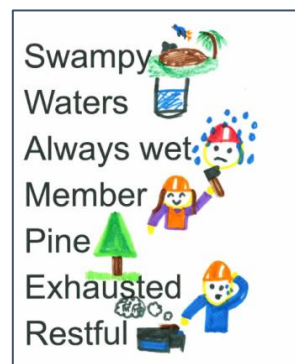 Swampy
Waters
Always wet
Member
Pine
Exhausted
Restful